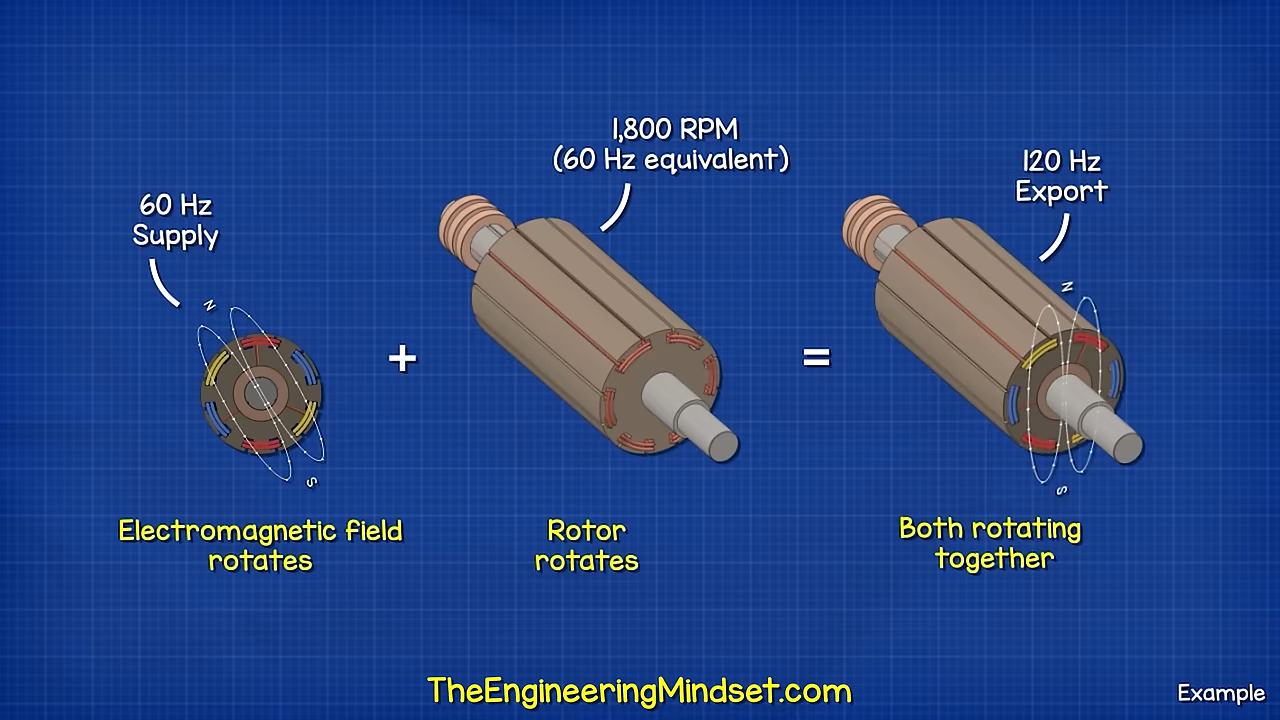 1,800 RPM
(60 Hz equivalent)
120 Hz
Export
60 Hz
Supply
N
S
+
=
N
S
Electromagnetic field
rotates
Rotor
rotates
Both rotating
together
TheEngineeringMindset.com
Example